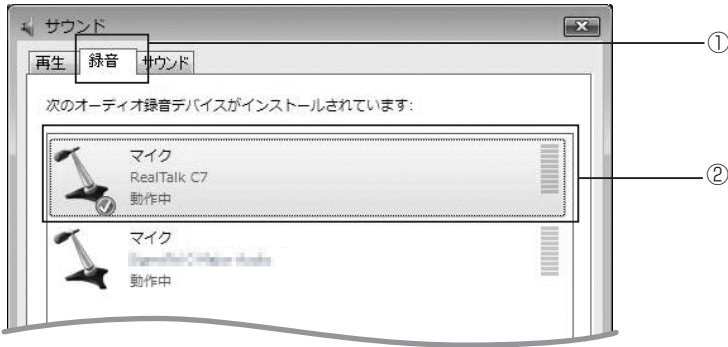 サウンド
再生 録音 サウンド
①
次のオーディオ録音デバイスがインストールされています:
マイク
RealTalk C7
動作中
②
マイク
動作中